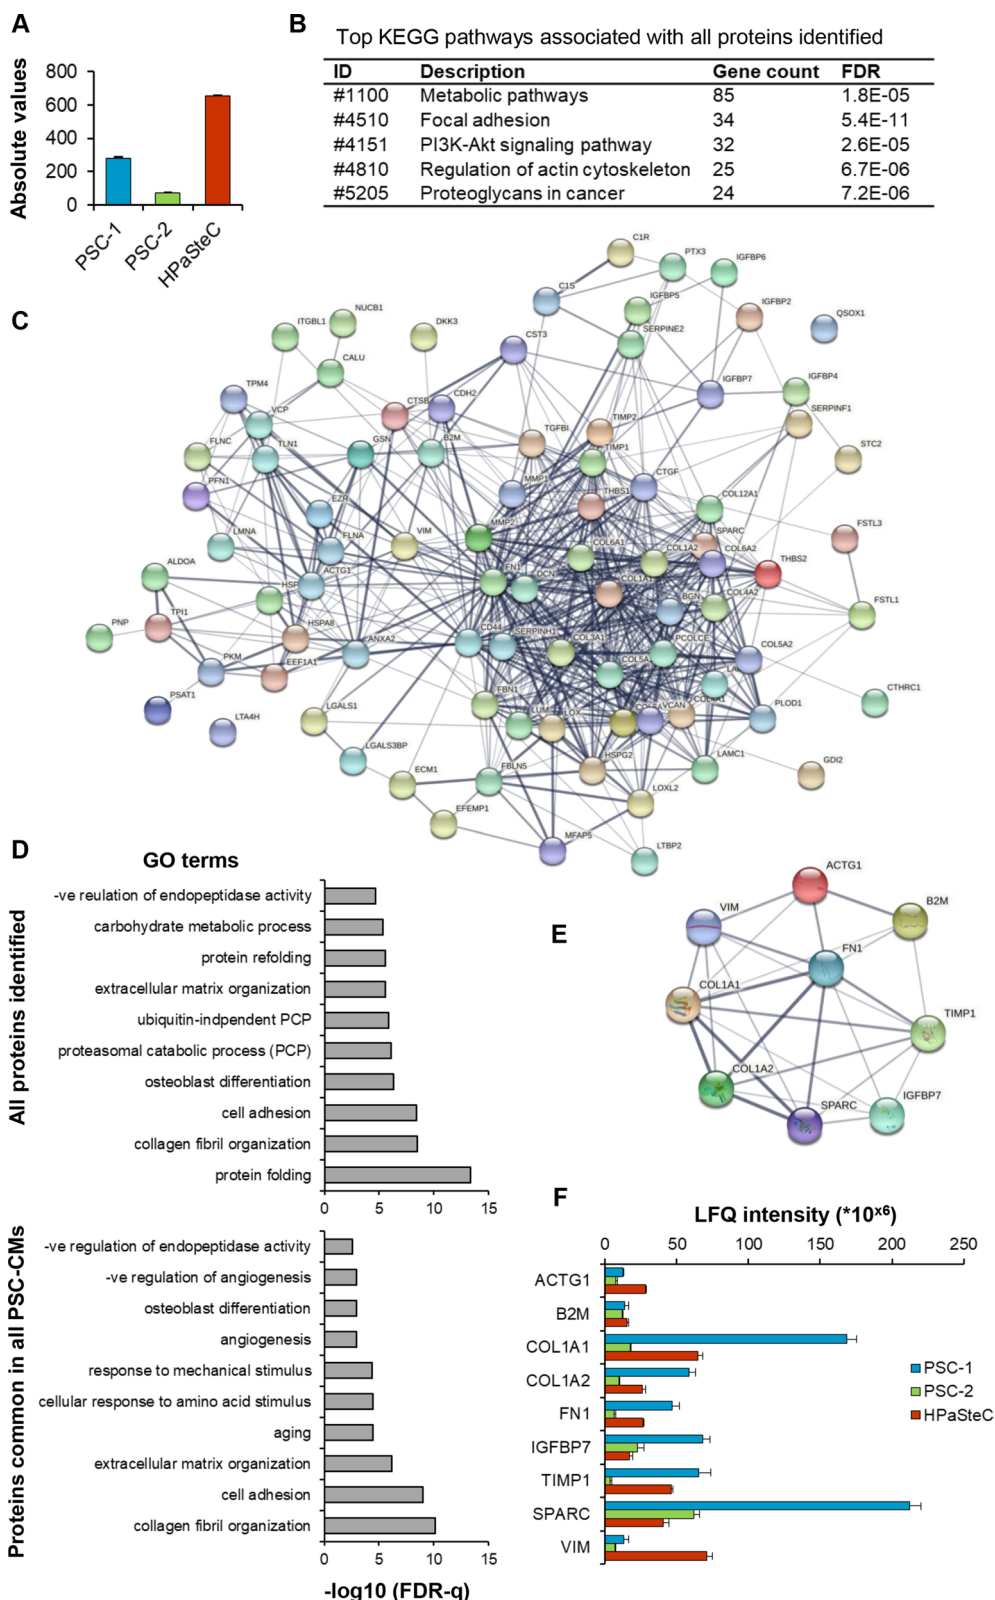 A
Absolute values
800
600
400
200
0
PSC-1
PSC-2
HPaSteC
B
Top KEGG pathways associated with all proteins identified
ID Description Gene count FDR
#1100 Metabolic pathways 85 1.8E-05
#4510 Focal adhesion 34 5.4E-11
#4151 PI3K-Akt signaling pathway 32 2.6E-05
#4810 Regulation of actin cytoskeleton 25 6.7E-06
#5205 Proteoglycans in cancer 24 7.2E-06
C
C1R
PTX3
IGFBP6
C1S
IGFBP5
IGFBP2
QSOX1
NUCB1
ITGBL1
DKK3
SERPINE2
CST3
CALU
IGFBP7
IGFBP4
TPM4
CTSB
CDH2
SERPINF1
VCP
TIMP2
TGFBI
B2M
GSN
TLN1
FLNC
TIMP1
STC2
MMP1
CTGF
PFN1
THBS1
COL12A1
EZR
MMP2
SPARC
FSTL3
LMNA
FLNA
VIM
COL6A1
COL1A2
COL6A2
THBS2
ALDOA
ACTG1
FN1
DCN
COL1A1
HSP
BGN
COL4A2
FSTL1
TPI1
HSPA8
PNP
ANXA2
CD44
SERPINH1
COL3A1
PCOLCE
COL5A2
PKM
EEF1A1
COL5A
LA
PSAT1
FBN1
CTHRC1
LTA4H
LGALS1
LUM
LOX
VCAN
PLOD1
LGALS3BP
HSPG2
LAMC1
GDI2
ECM1
FBLN5
LOXL2
EFEMP1
MFAP5
LTBP2
D
GO terms
All proteins identified
-ve reulation of endopeptidase activity
carbohydrate metabolic process
protein refolding
extracellular matrix organization
ubiquitin-indpendent PCP
proteasomal catabolic process (PCP)
osteoblast differentiation
cell adhesion
collagen fibril organization
protein folding
0 5 10 15
Proteins common in all PSC-CMs
-ve regulation of endopeptidase activity
-ve regulation of angiogenesis
osteoblast differentiation
angiogenesis
response to mechanical stimulus
cellular response to amino acid stimulus
aging
extracellular matrix organization
cell adhesion
collagen fibril organization
0 5 10 15
-log10 (FDR-q)
E
ACTG1
VIM
B2M
FN1
COL1A1
TIMP1
COL1A2
IGFBP7
SPARC
F
LFQ intensity (*10^x6)
0 50 100 150 200 250
ACTG1
B2M
COL1A1
COL1A2
FN1
IGFBP7
TIMP1
SPARC
VIM
PSC-1
PSC-2
HPaSteC